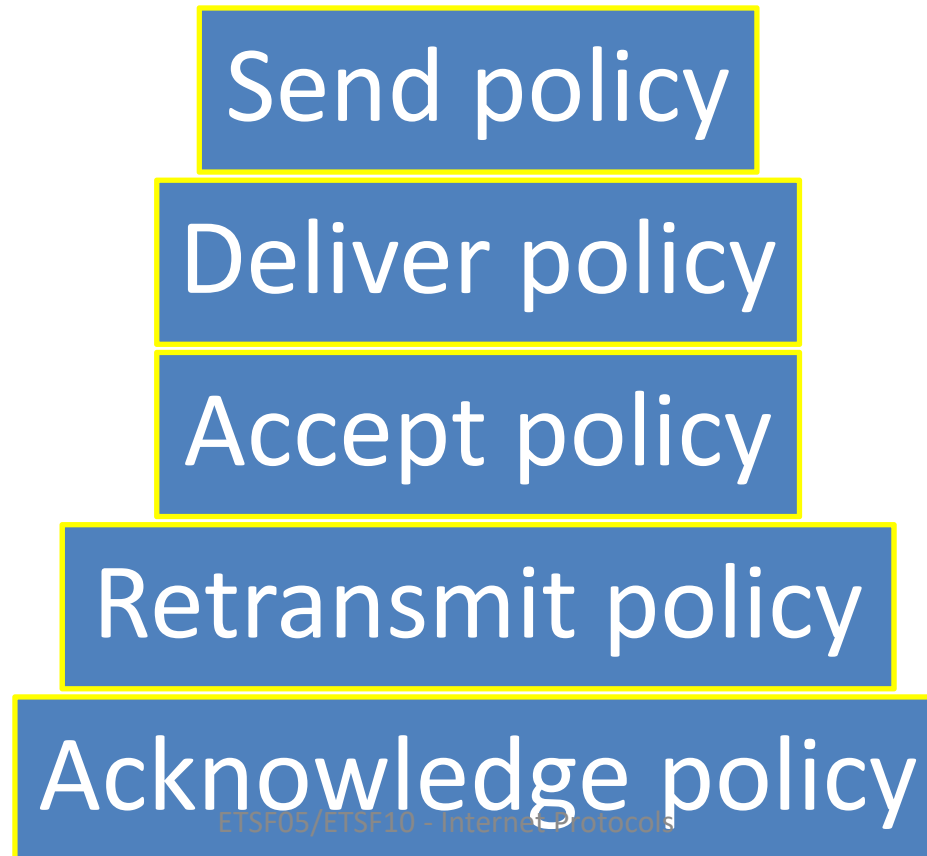 Send policy
Deliver policy
Accept policy
Retransmit policy
Acknowledge policy
ETSF05/ETSF10 - Internet Protocols